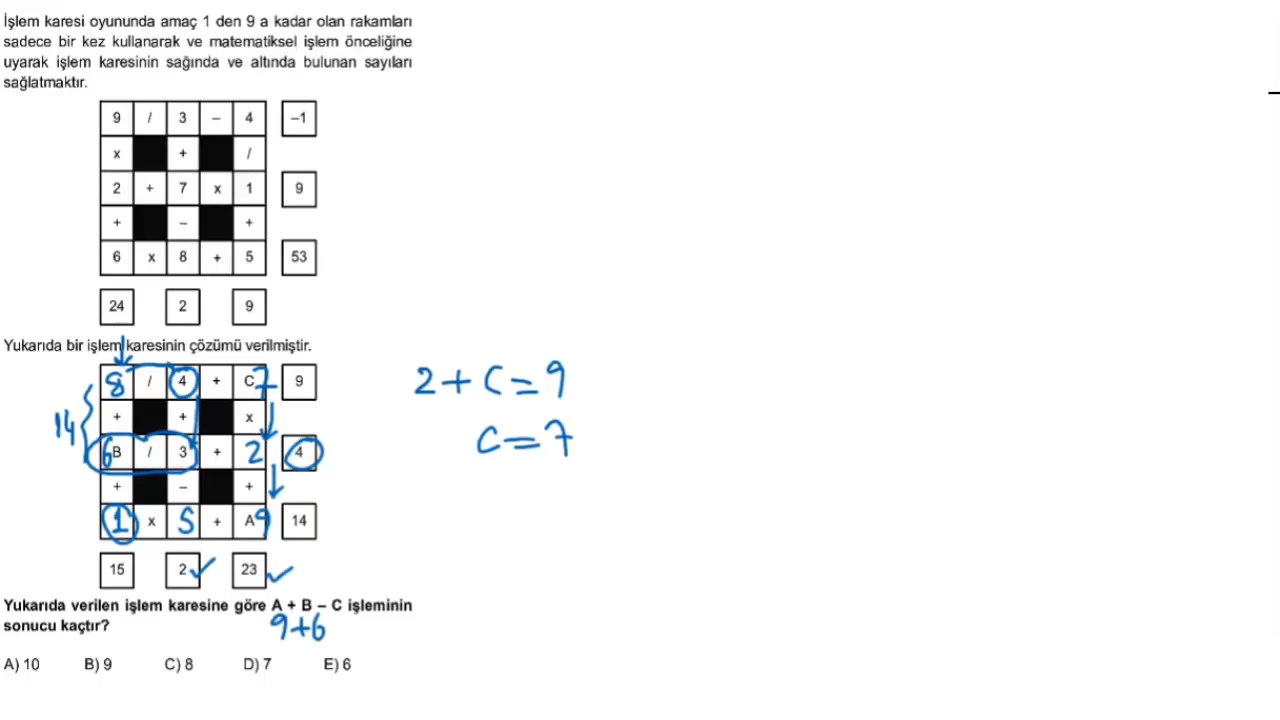 İşlem karesi oyununda amaç 1 den 9 a kadar olan rakamları
sadece bir kez kullanarak ve matematiksel işlem önceliğine
uyarak işlem karesinin sağında ve altında bulunan sayıları
sağlatmaktır.
9 / 3 – 4 –1
x + /
2 + 7 x 1 9
+ – +
6 x 8 + 5 53
24 2 9
Yukarıda bir işlem karesinin çözümü verilmiştir.
8 / 4 + C 7 9
2 + C = 9
+ + x
14
C = 7
6 B / 3 + 2 4
+ – +
1 x 5 + A 9 14
15 2 23
Yukarıda verilen işlem karesine göre A + B – C işleminin
sonucu kaçtır?
9+6
A) 10 B) 9 C) 8 D) 7 E) 6